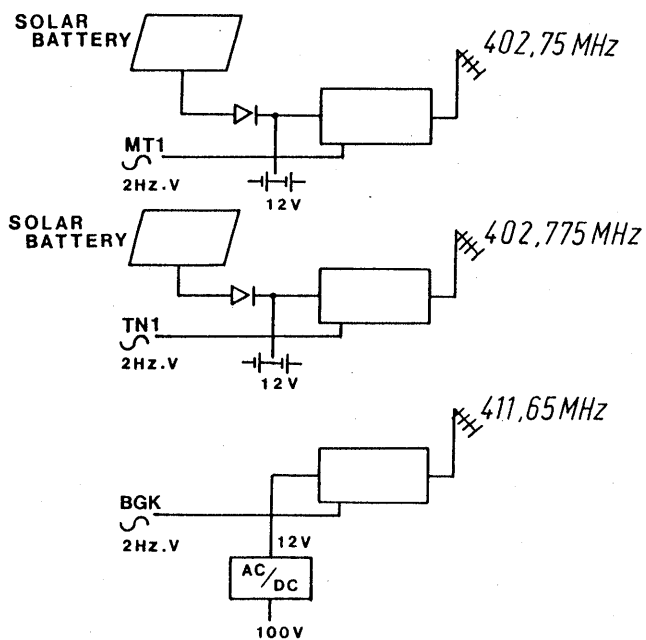 SOLAR
BATTERY
402,75 MHz
MT1
2Hz.V
12V
SOLAR
BATTERY
402,775 MHz
TN1
2Hz.V
12V
411,65 MHz
BGK
2Hz.V
12V
AC/DC
100V